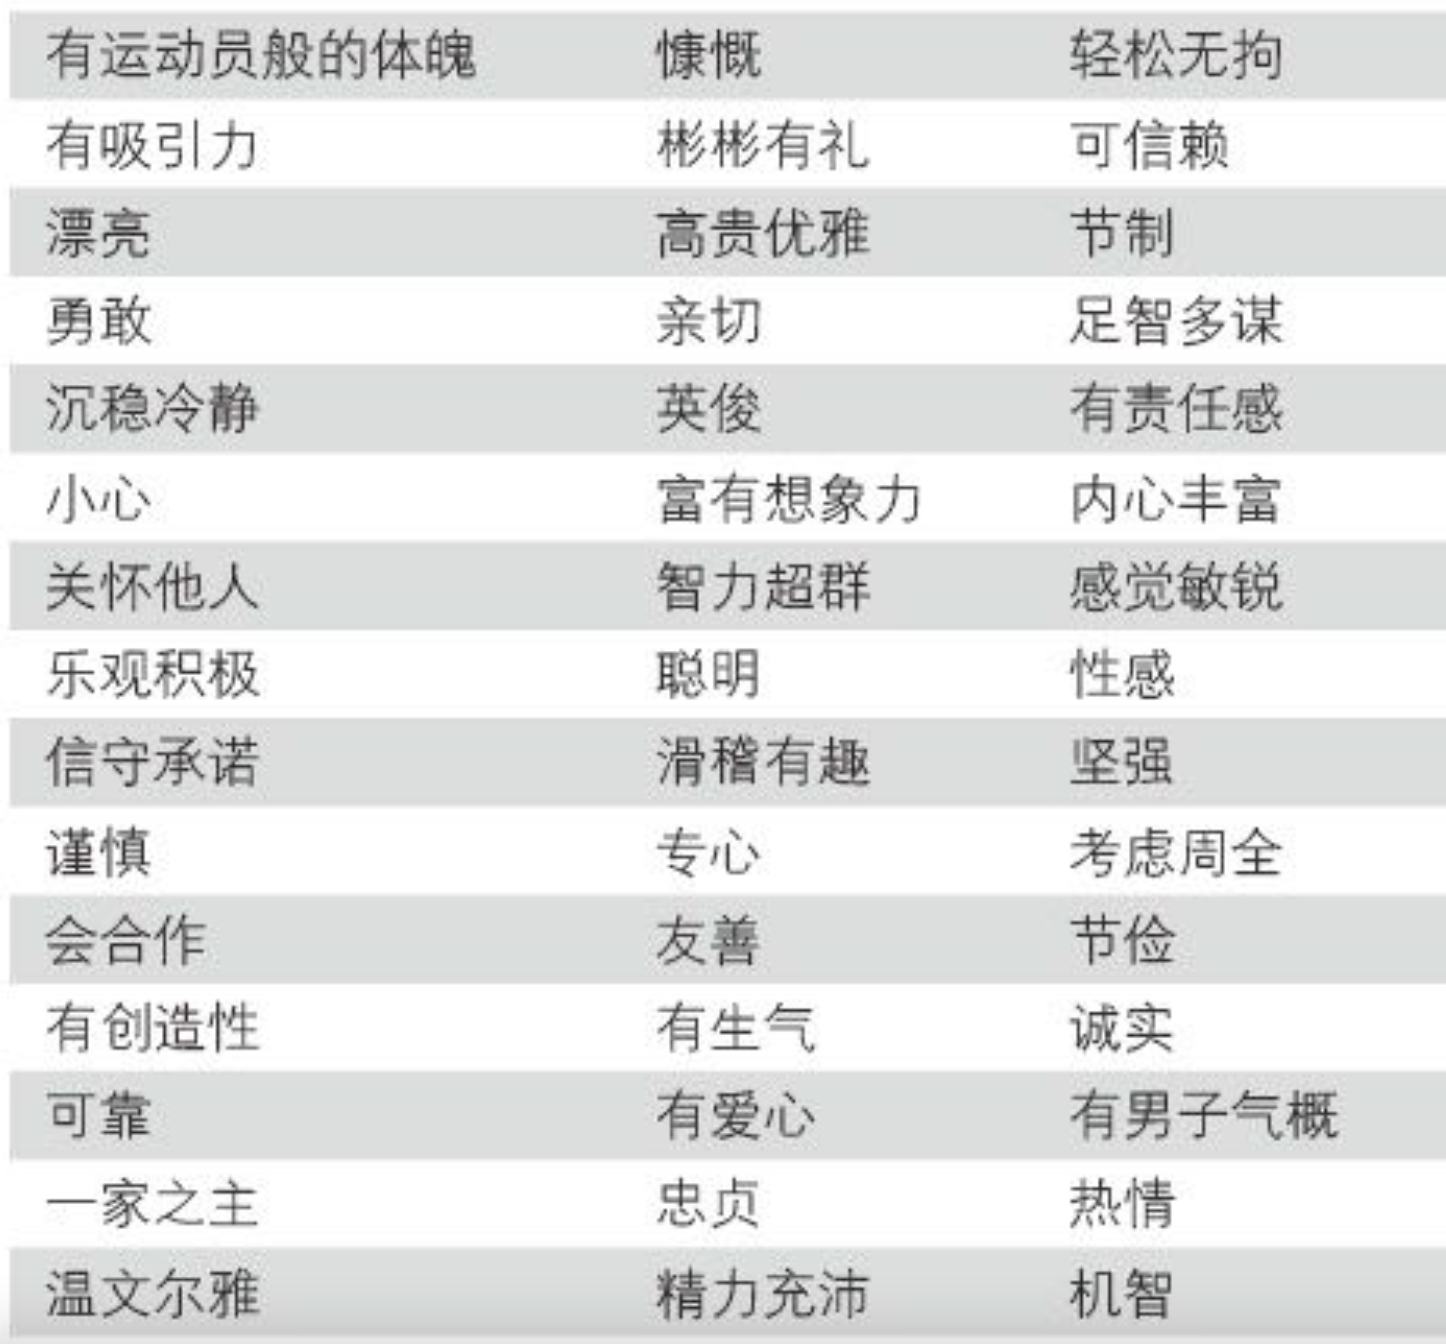 有运动员般的体魄 慷慨 轻松无拘
有吸引力 彬彬有礼 可信赖
漂亮 高贵优雅 节制
勇敢 亲切 足智多谋
沉稳冷静 英俊 有责任感
小心 富有想象力 内心丰富
关怀他人 智力超群 感觉敏锐
乐观积极 聪明 性感
信守承诺 滑稽有趣 坚强
谨慎 专心 考虑周全
会合作 友善 节俭
有创造性 有生气 诚实
可靠 有爱心 有男子气概
一家之主 忠贞 热情
温文尔雅 精力充沛 机智